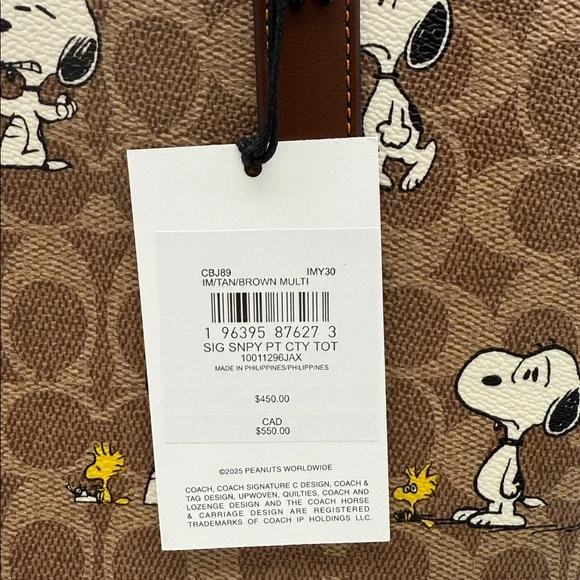 CBJ89 IMY30
IM/TAN/BROWN MULTI
1 96395 87627 3
SIG SNPY PT CTY TOT
10011296JAX
MADE IN PHILIPPINES/PHILIPPINES
$450.00
CAD
$550.00
©2025 PEANUTS WORLDWIDE
COACH, COACH SIGNATURE C DESIGN, COACH &
TAG DESIGN, UPWOVEN, QUILTIES, COACH AND
LOZENGE DESIGN AND THE COACH HORSE
& CARRIAGE DESIGN ARE REGISTERED
TRADEMARKS OF COACH IP HOLDINGS LLC.